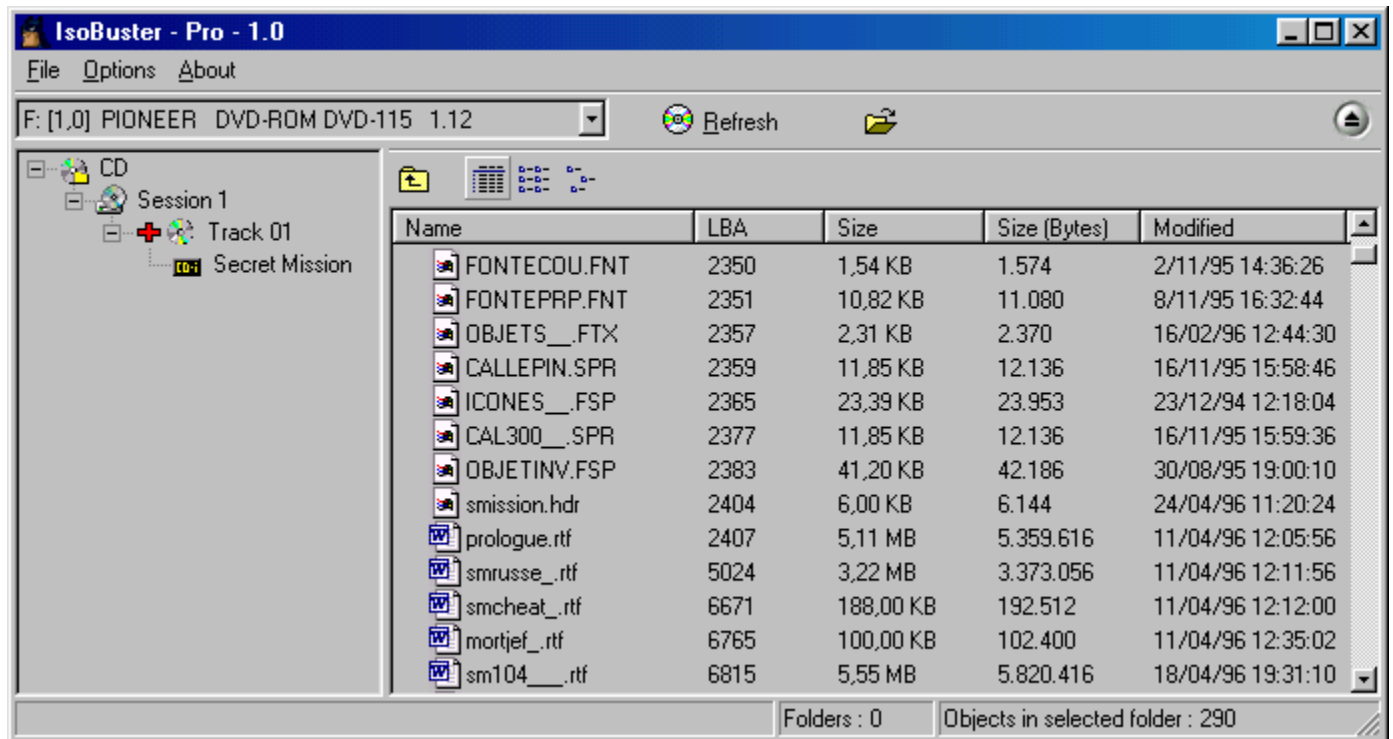 IsoBuster - Pro - 1.0
File Options About
F: [1,0] PIONEER DVD-ROM DVD-115 1.12 Refresh
CD
Session 1
Track 01
CD-i Secret Mission
Name LBA Size Size (Bytes) Modified
FONTECOU.FNT 2350 1,54 KB 1.574 2/11/95 14:36:26
FONTEPRP.FNT 2351 10,82 KB 11.080 8/11/95 16:32:44
OBJETS__.FTX 2357 2,31 KB 2.370 16/02/96 12:44:30
CALLEPIN.SPR 2359 11,85 KB 12.136 16/11/95 15:58:46
ICONES__.FSP 2365 23,39 KB 23.953 23/12/94 12:18:04
CAL300__.SPR 2377 11,85 KB 12.136 16/11/95 15:59:36
OBJETINV.FSP 2383 41,20 KB 42.186 30/08/95 19:00:10
smission.hdr 2404 6,00 KB 6.144 24/04/96 11:20:24
prologue.rtf 2407 5,11 MB 5.359.616 11/04/96 12:05:56
smrusse_.rtf 5024 3,22 MB 3.373.056 11/04/96 12:11:56
smcheat_.rtf 6671 188,00 KB 192.512 11/04/96 12:12:00
mortjef_.rtf 6765 100,00 KB 102.400 11/04/96 12:35:02
sm104___.rtf 6815 5,55 MB 5.820.416 18/04/96 19:31:10
Folders : 0 Objects in selected folder : 290